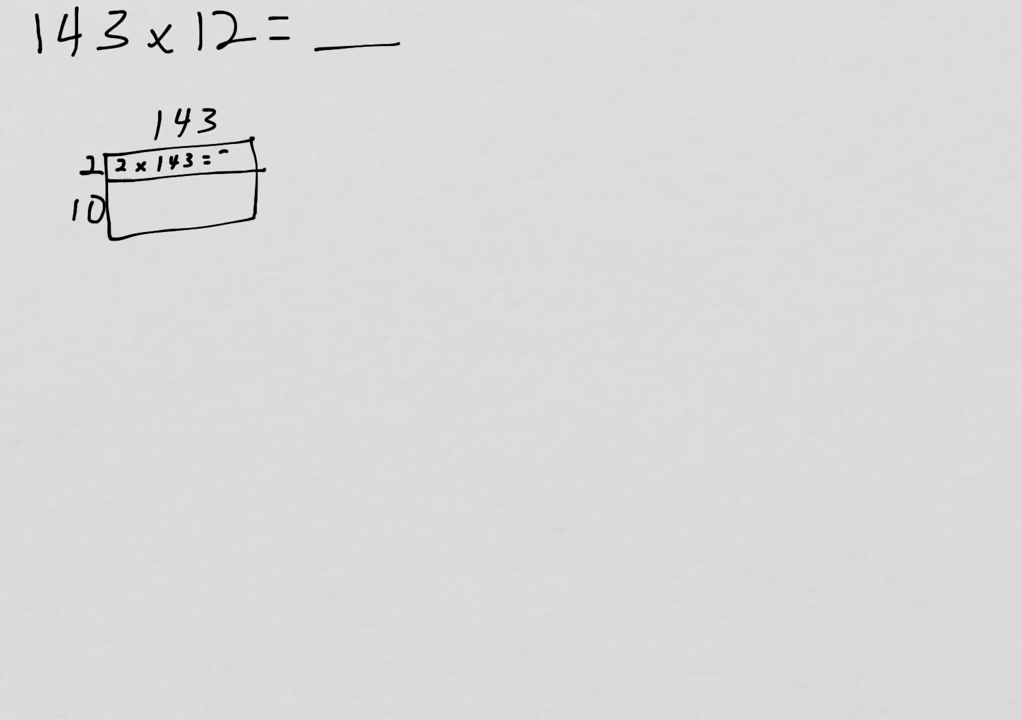 143 x 12 = ___
143
2 2 x 143 =
10